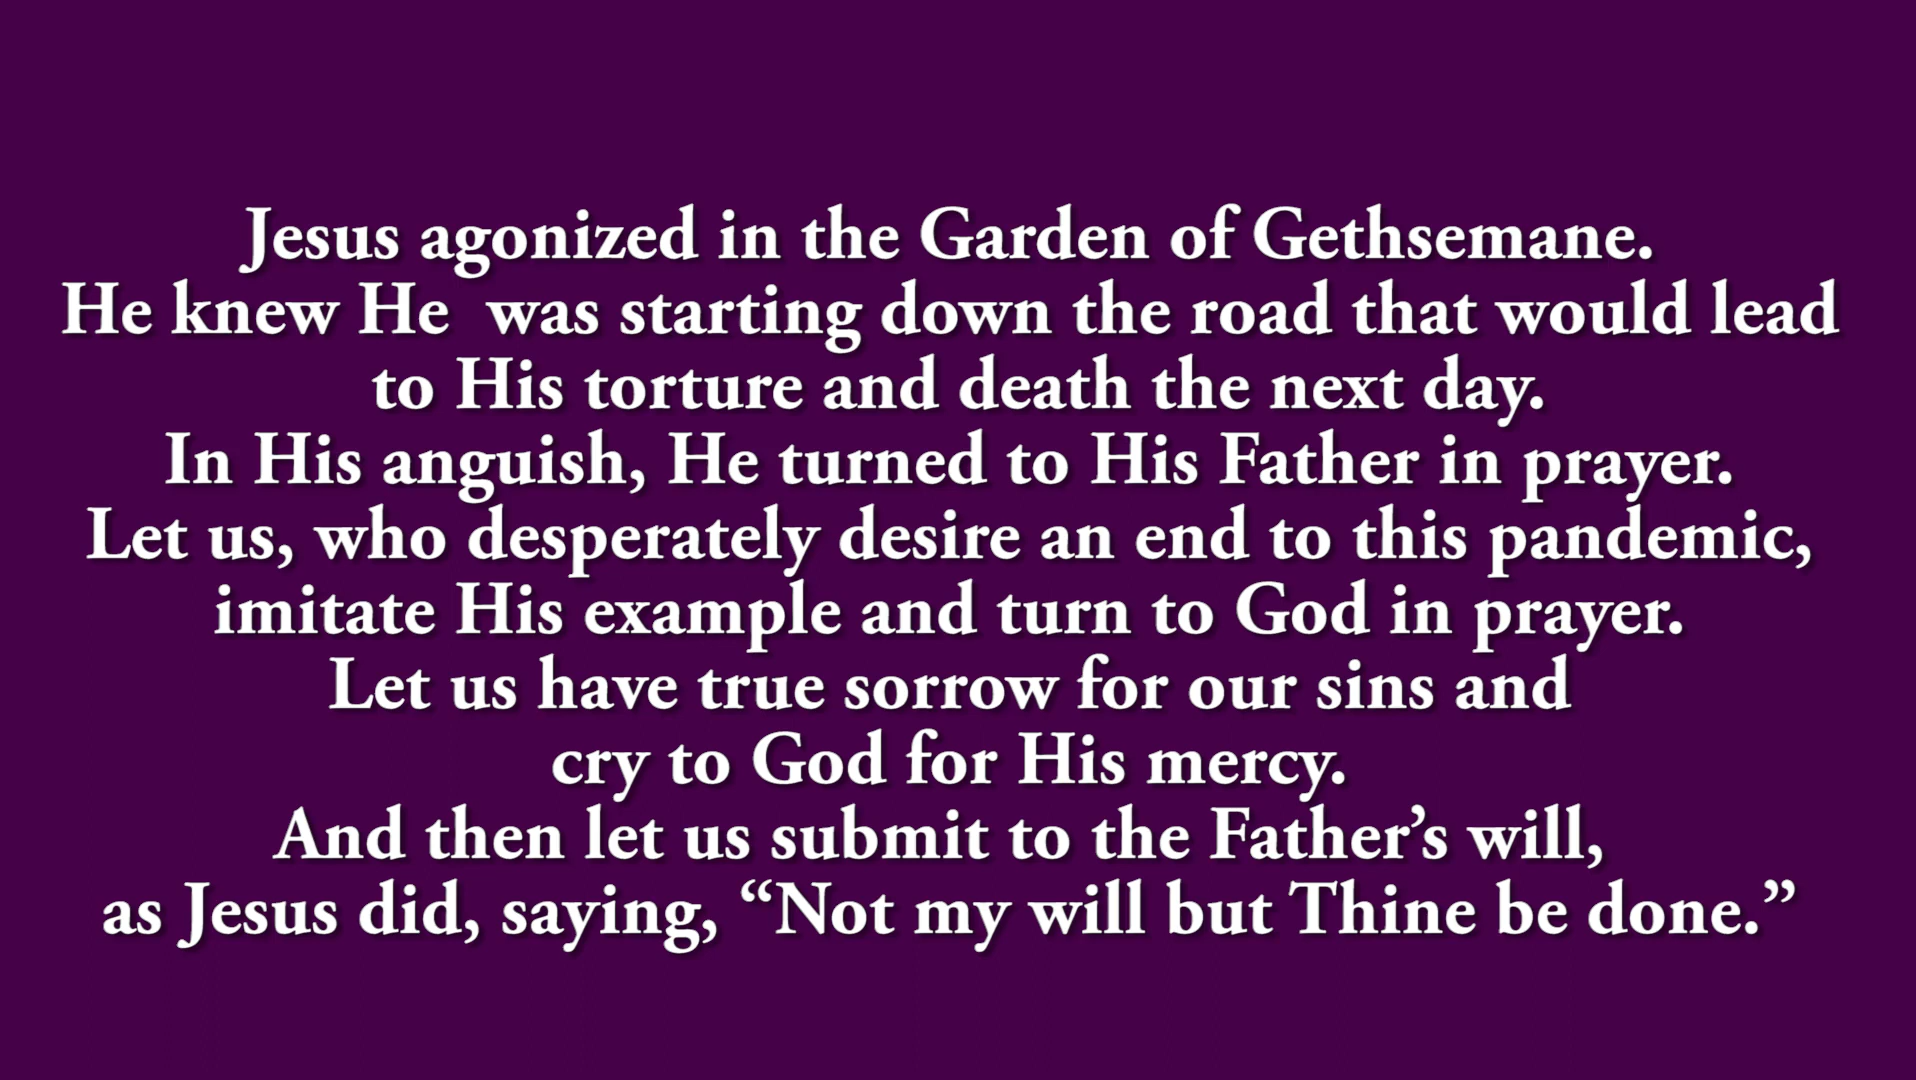 Jesus agonized in the Garden of Gethsemane.
He knew He  was starting down the road that would lead
to His torture and death the next day.
In His anguish, He turned to His Father in prayer.
Let us, who desperately desire an end to this pandemic,
imitate His example and turn to God in prayer.
Let us have true sorrow for our sins and
cry to God for His mercy.
And then let us submit to the Father’s will,
as Jesus did, saying, “Not my will but Thine be done.”